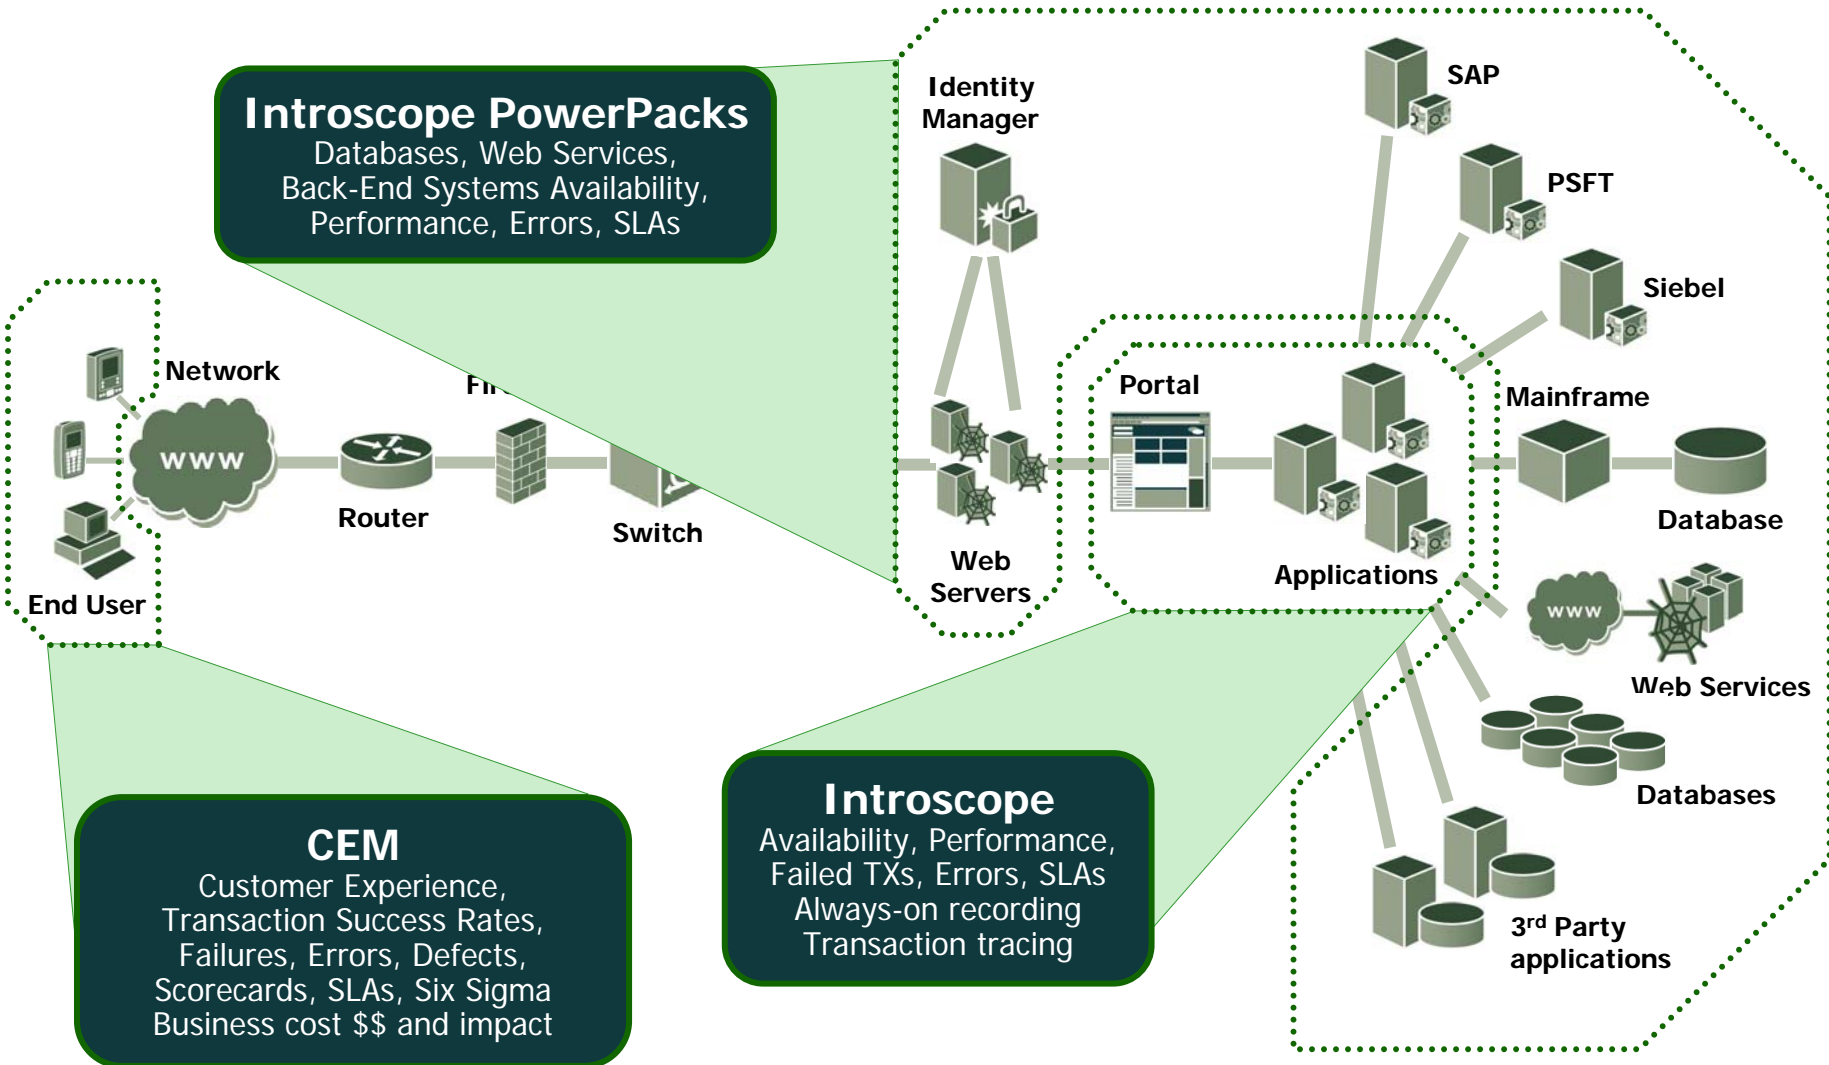 Introscope PowerPacks
Databases, Web Services,
Back-End Systems Availability,
Performance, Errors, SLAs
Identity
Manager
SAP
PSFT
Siebel
Network
www
Router
Switch
End User
Web
Servers
Portal
Applications
Mainframe
Database
www
Web Services
Databases
3rd Party
applications
CEM
Customer Experience,
Transaction Success Rates,
Failures, Errors, Defects,
Scorecards, SLAs, Six Sigma
Business cost $$ and impact
Introscope
Availability, Performance,
Failed TXs, Errors, SLAs
Always-on recording
Transaction tracing